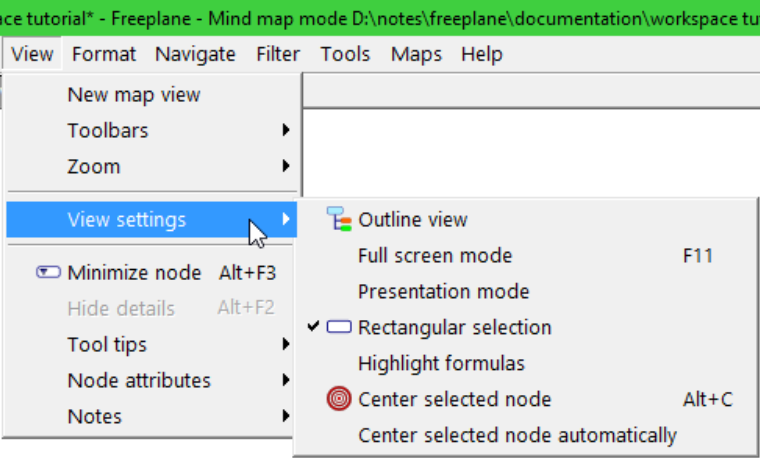 ce tutorial* - Freeplane - Mind map mode D:\notes\freeplane\documentation\workspace tu
View Format Navigate Filter Tools Maps Help
New map view
Toolbars
Zoom
View settings
Outline view
Full screen mode F11
Minimize node Alt+F3
Presentation mode
Hide details Alt+F2
Rectangular selection
Tool tips
Highlight formulas
Node attributes
Center selected node Alt+C
Notes
Center selected node automatically